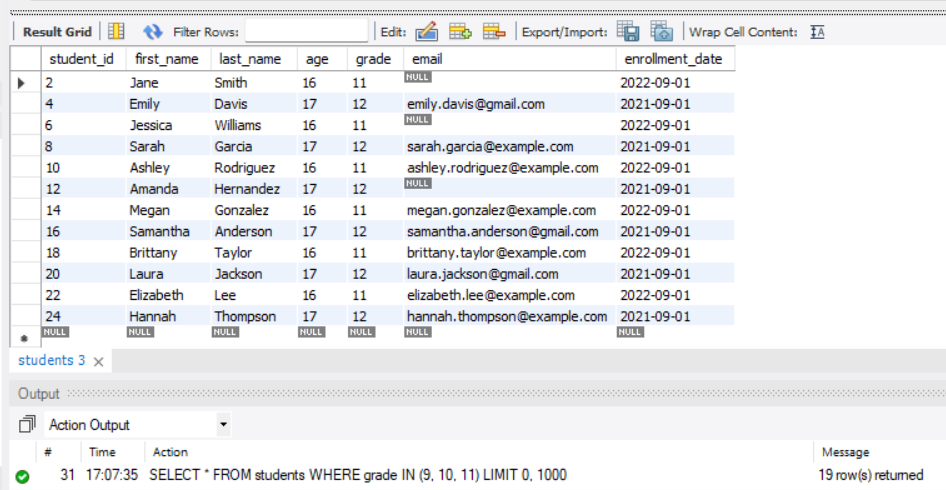 Result Grid Filter Rows: Edit: Export/Import: Wrap Cell Content: IA
student_id first_name last_name age grade email enrollment_date
2 Jane Smith 16 11 NULL 2022-09-01
4 Emily Davis 17 12 emily.davis@gmail.com 2021-09-01
6 Jessica Williams 16 11 NULL 2022-09-01
8 Sarah Garcia 17 12 sarah.garcia@example.com 2021-09-01
10 Ashley Rodriguez 16 11 ashley.rodriguez@example.com 2022-09-01
12 Amanda Hernandez 17 12 NULL 2021-09-01
14 Megan Gonzalez 16 11 megan.gonzalez@example.com 2022-09-01
16 Samantha Anderson 17 12 samantha.anderson@gmail.com 2021-09-01
18 Brittany Taylor 16 11 brittany.taylor@example.com 2022-09-01
20 Laura Jackson 17 12 laura.jackson@gmail.com 2021-09-01
22 Elizabeth Lee 16 11 elizabeth.lee@example.com 2022-09-01
24 Hannah Thompson 17 12 hannah.thompson@example.com 2021-09-01
NULL NULL NULL NULL NULL NULL NULL
students 3
Output
Action Output
# Time Action Message
31 17:07:35 SELECT * FROM students WHERE grade IN (9, 10, 11) LIMIT 0, 1000 19 row(s) returned